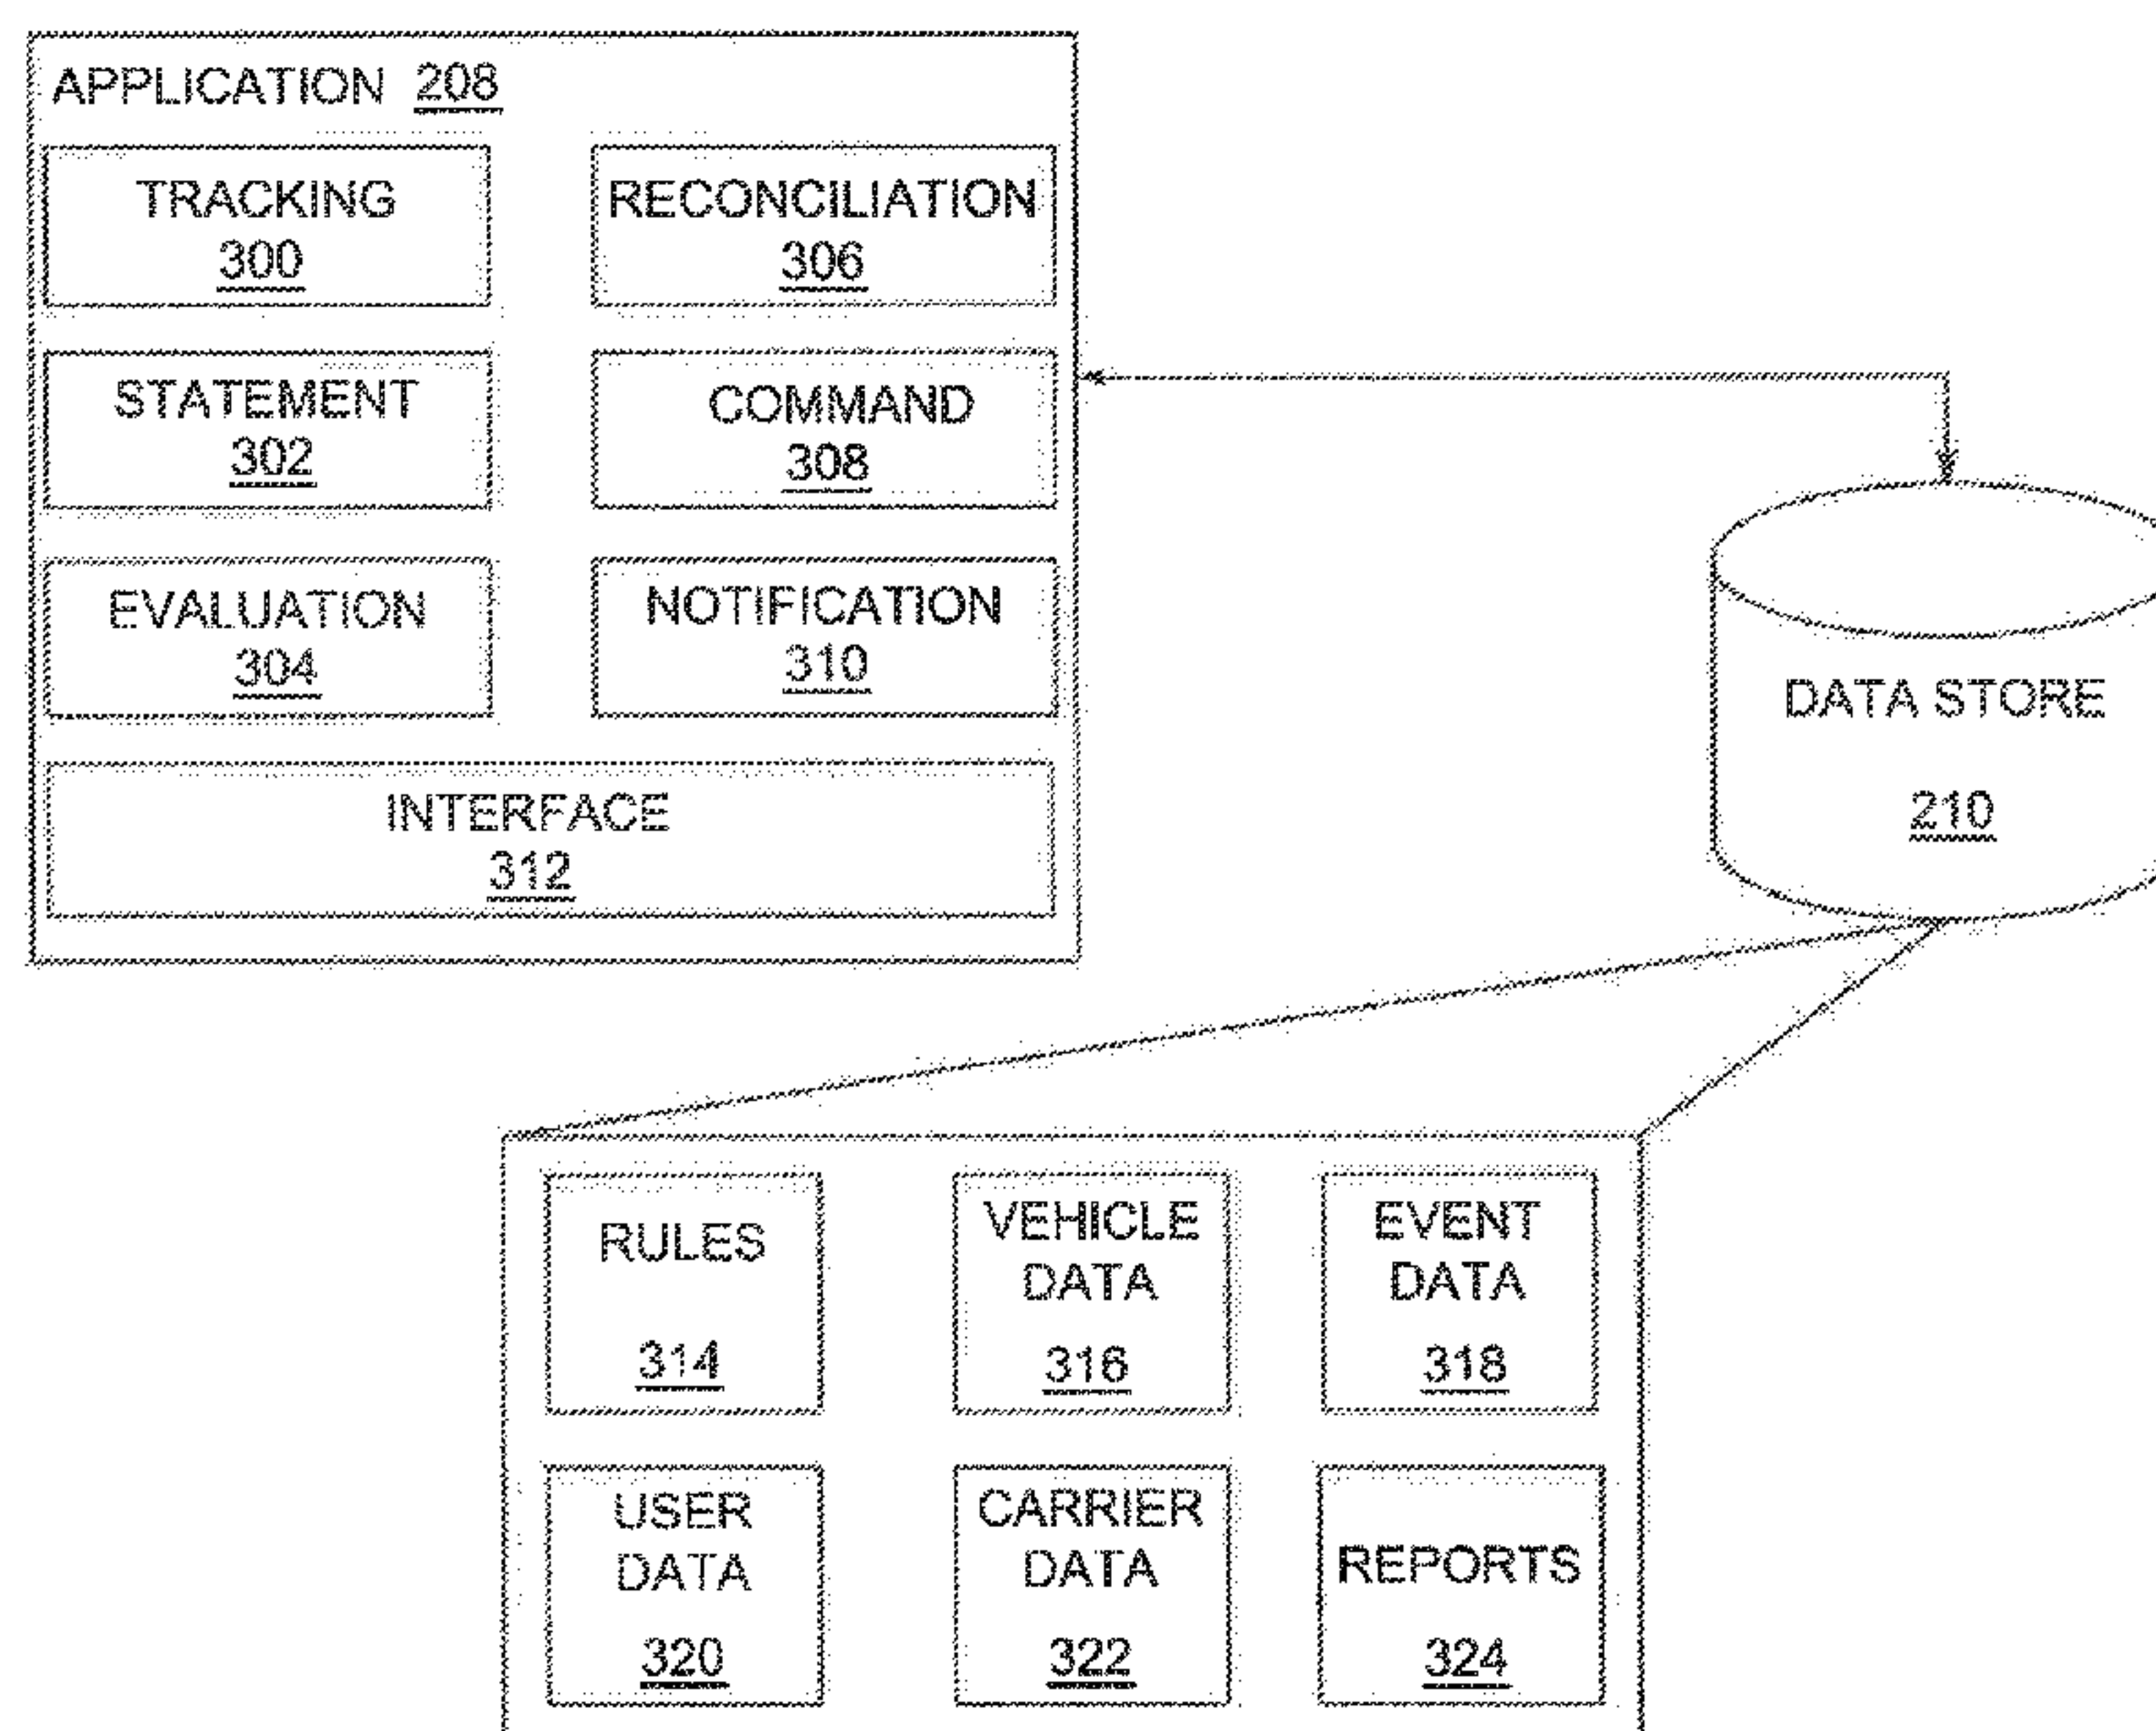 APPLICATION 208
TRACKING
300
RECONCILIATION
306
STATEMENT
302
COMMAND
308
EVALUATION
304
NOTIFICATION
310
INTERFACE
312
DATA STORE
210
RULES
314
VEHICLE
DATA
316
EVENT
DATA
318
USER
DATA
320
CARRIER
DATA
322
REPORTS
324